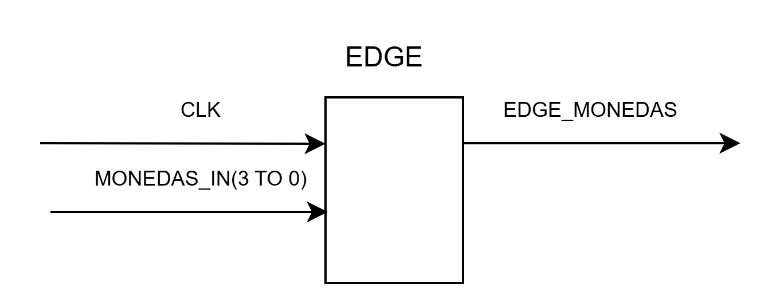 EDGE
CLK
EDGE_MONEDAS
MONEDAS_IN(3 TO 0)